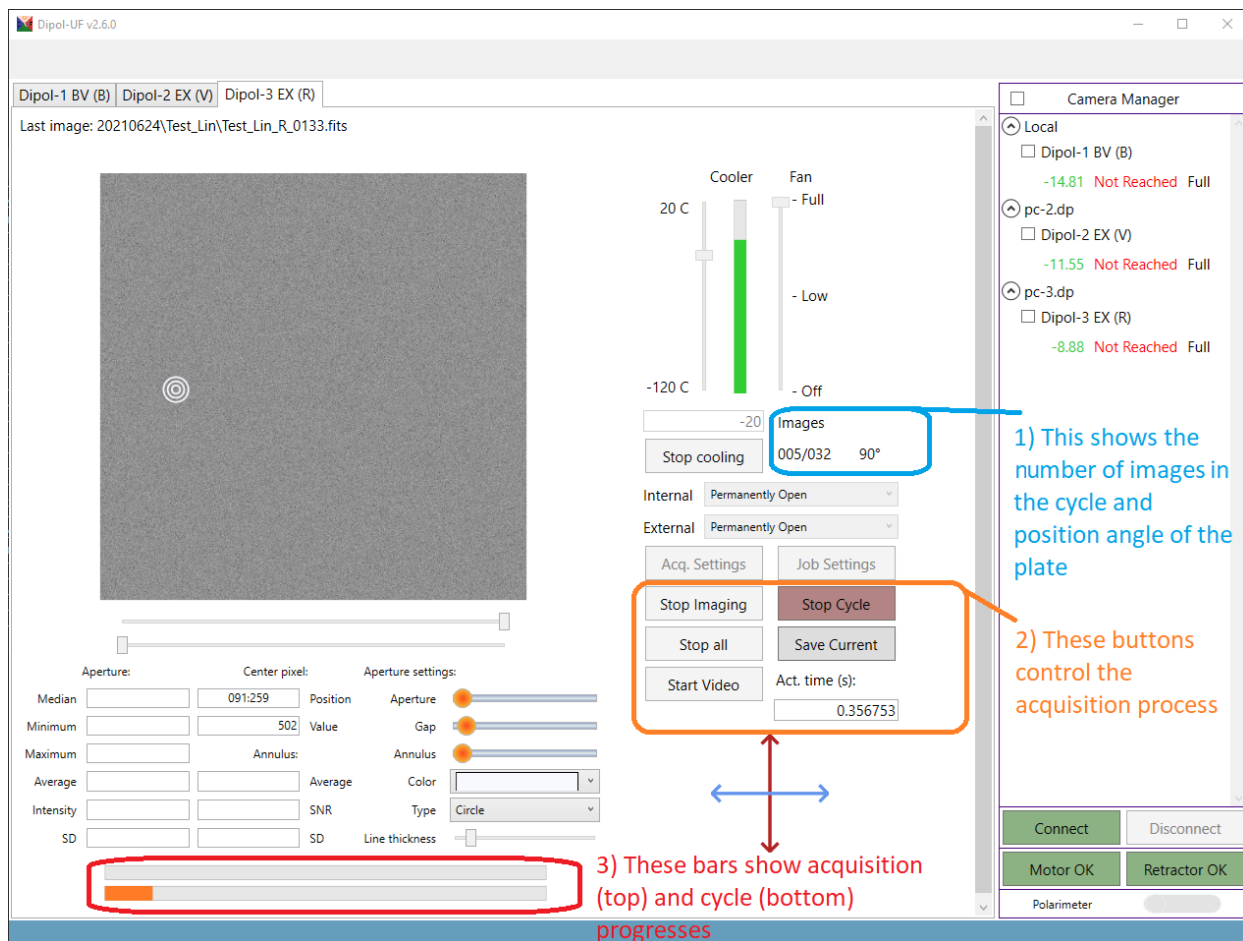 Dipol-UF v2.6.0
Dipol-1 BV (B) Dipol-2 EX (V) Dipol-3 EX (R)
Last image: 20210624\Test_Lin\Test_Lin_R_0133.fits
Cooler Fan
20 C
- Full
- Low
-120 C
- Off
-20
Images
Stop cooling
005/032 90°
Internal Permanently Open
External Permanently Open
Acq. Settings Job Settings
Stop Imaging Stop Cycle
Stop all Save Current
Start Video Act. time (s):
0.356753
Aperture: Center pixel: Aperture settings:
Median 091:259 Position Aperture
Minimum 502 Value Gap
Maximum Annulus: Annulus
Average Average Color
Intensity SNR Type Circle
SD SD Line thickness
Camera Manager
Local
Dipol-1 BV (B)
-14.81 Not Reached Full
pc-2.dp
Dipol-2 EX (V)
-11.55 Not Reached Full
pc-3.dp
Dipol-3 EX (R)
-8.88 Not Reached Full
1) This shows the
number of images in
the cycle and
position angle of the
plate
2) These buttons
control the
acquisition process
3) These bars show acquisition
(top) and cycle (bottom)
progresses
Connect Disconnect
Motor OK Retractor OK
Polarimeter